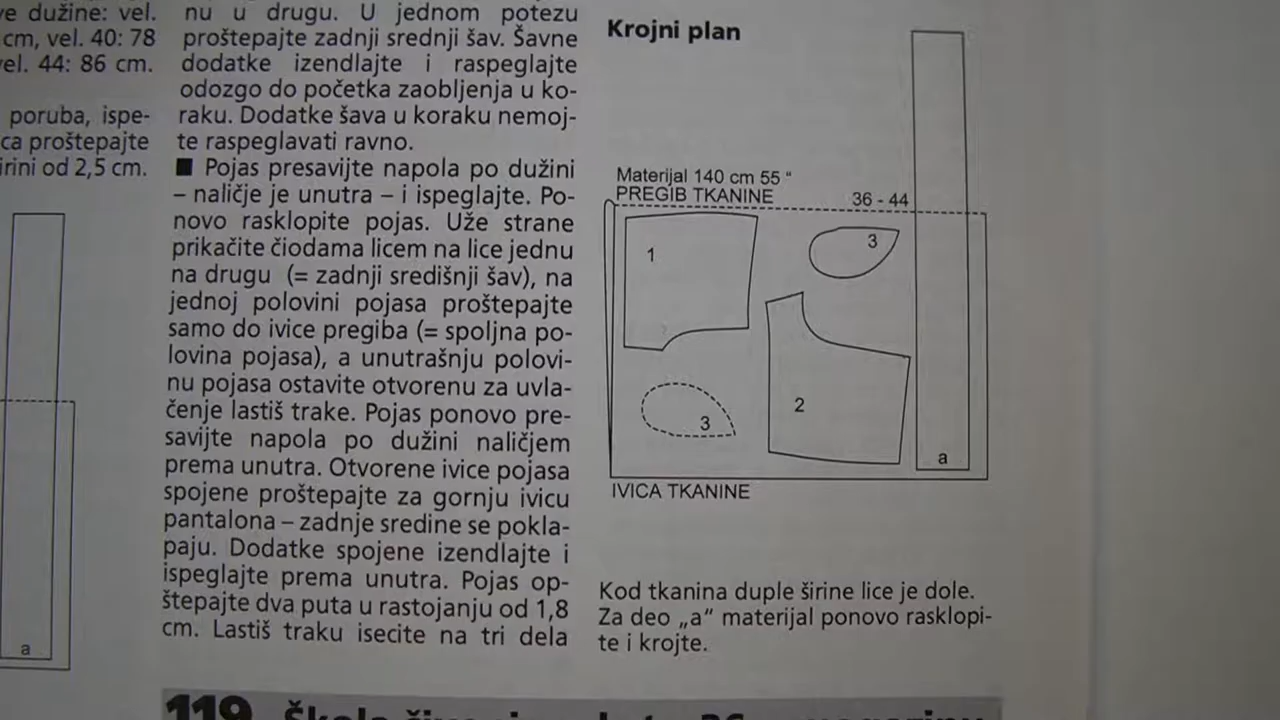 ve dužine: vel.
cm, vel. 40: 78
vel. 44: 86 cm.
poruba, ispe-
ca proštepajte
irini od 2,5 cm.
a
nu u drugu. U jednom potezu
proštepajte zadnji srednji šav. Šavne
dodatke izendlajte i raspeglajte
odozgo do početka zaobljenja u ko-
raku. Dodatke šava u koraku nemoj-
te raspeglavati ravno.
■ Pojas presavijte napola po dužini
– naličje je unutra – i ispeglajte. Po-
novo rasklopite pojas. Uže strane
prikačite čiodama licem na lice jednu
na drugu (= zadnji središnji šav), na
jednoj polovini pojasa proštepajte
samo do ivice pregiba (= spoljna po-
lovina pojasa), a unutrašnju polovi-
nu pojasa ostavite otvorenu za uvla-
čenje lastiš trake. Pojas ponovo pre-
savijte napola po dužini naličjem
prema unutra. Otvorene ivice pojasa
spojene proštepajte za gornju ivicu
pantalona – zadnje sredine se pokla-
paju. Dodatke spojene izendlajte i
ispeglajte prema unutra. Pojas op-
štepajte dva puta u rastojanju od 1,8
cm. Lastiš traku isecite na tri dela
Krojni plan
Materijal 140 cm 55 “
PREGIB TKANINE 36 - 44
1
3
2
3
a
IVICA TKANINE
Kod tkanina duple širine lice je dole.
Za deo „a“ materijal ponovo rasklopi-
te i krojte.
119